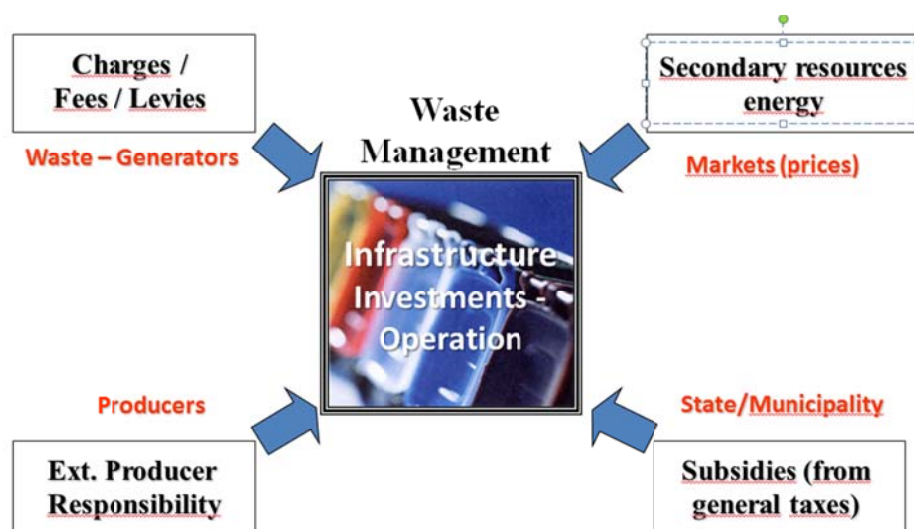 Charges /
Fees / Levies
Waste – Generators
Waste
Management
Secondary resources
energy
Markets (prices)
Infrastructure
Investments -
Operation
Producers
Ext. Producer
Responsibility
State/Municipality
Subsidies (from
general taxes)